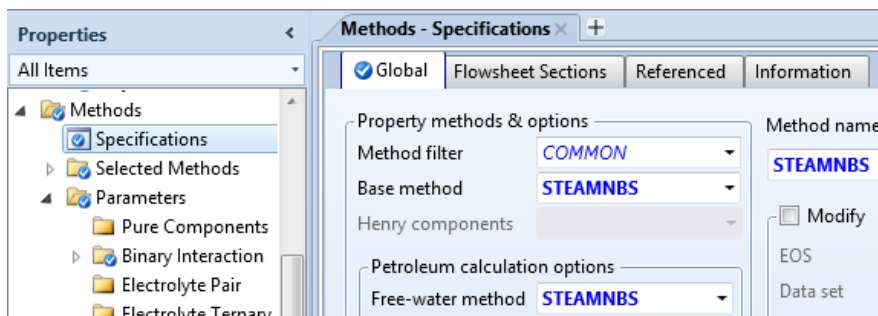 Properties
All Items
Methods
Specifications
Selected Methods
Parameters
Pure Components
Binary Interaction
Electrolyte Pair
Electrolyte Ternary
Methods - Specifications
Global Flowsheet Sections Referenced Information
Property methods & options
Method filter COMMON
Base method STEAMNBS
Henry components
Petroleum calculation options
Free-water method STEAMNBS
Method name
STEAMNBS
Modify
EOS
Data set